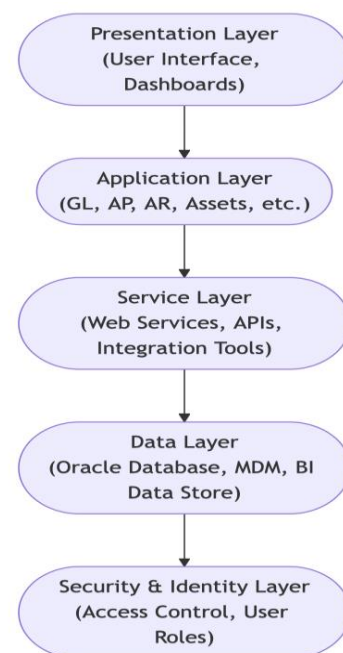 Presentation Layer
(User Interface,
Dashboards)
Application Layer
(GL, AP, AR, Assets, etc.)
Service Layer
(Web Services, APIs,
Integration Tools)
Data Layer
(Oracle Database, MDM, BI
Data Store)
Security & Identity Layer
(Access Control, User
Roles)